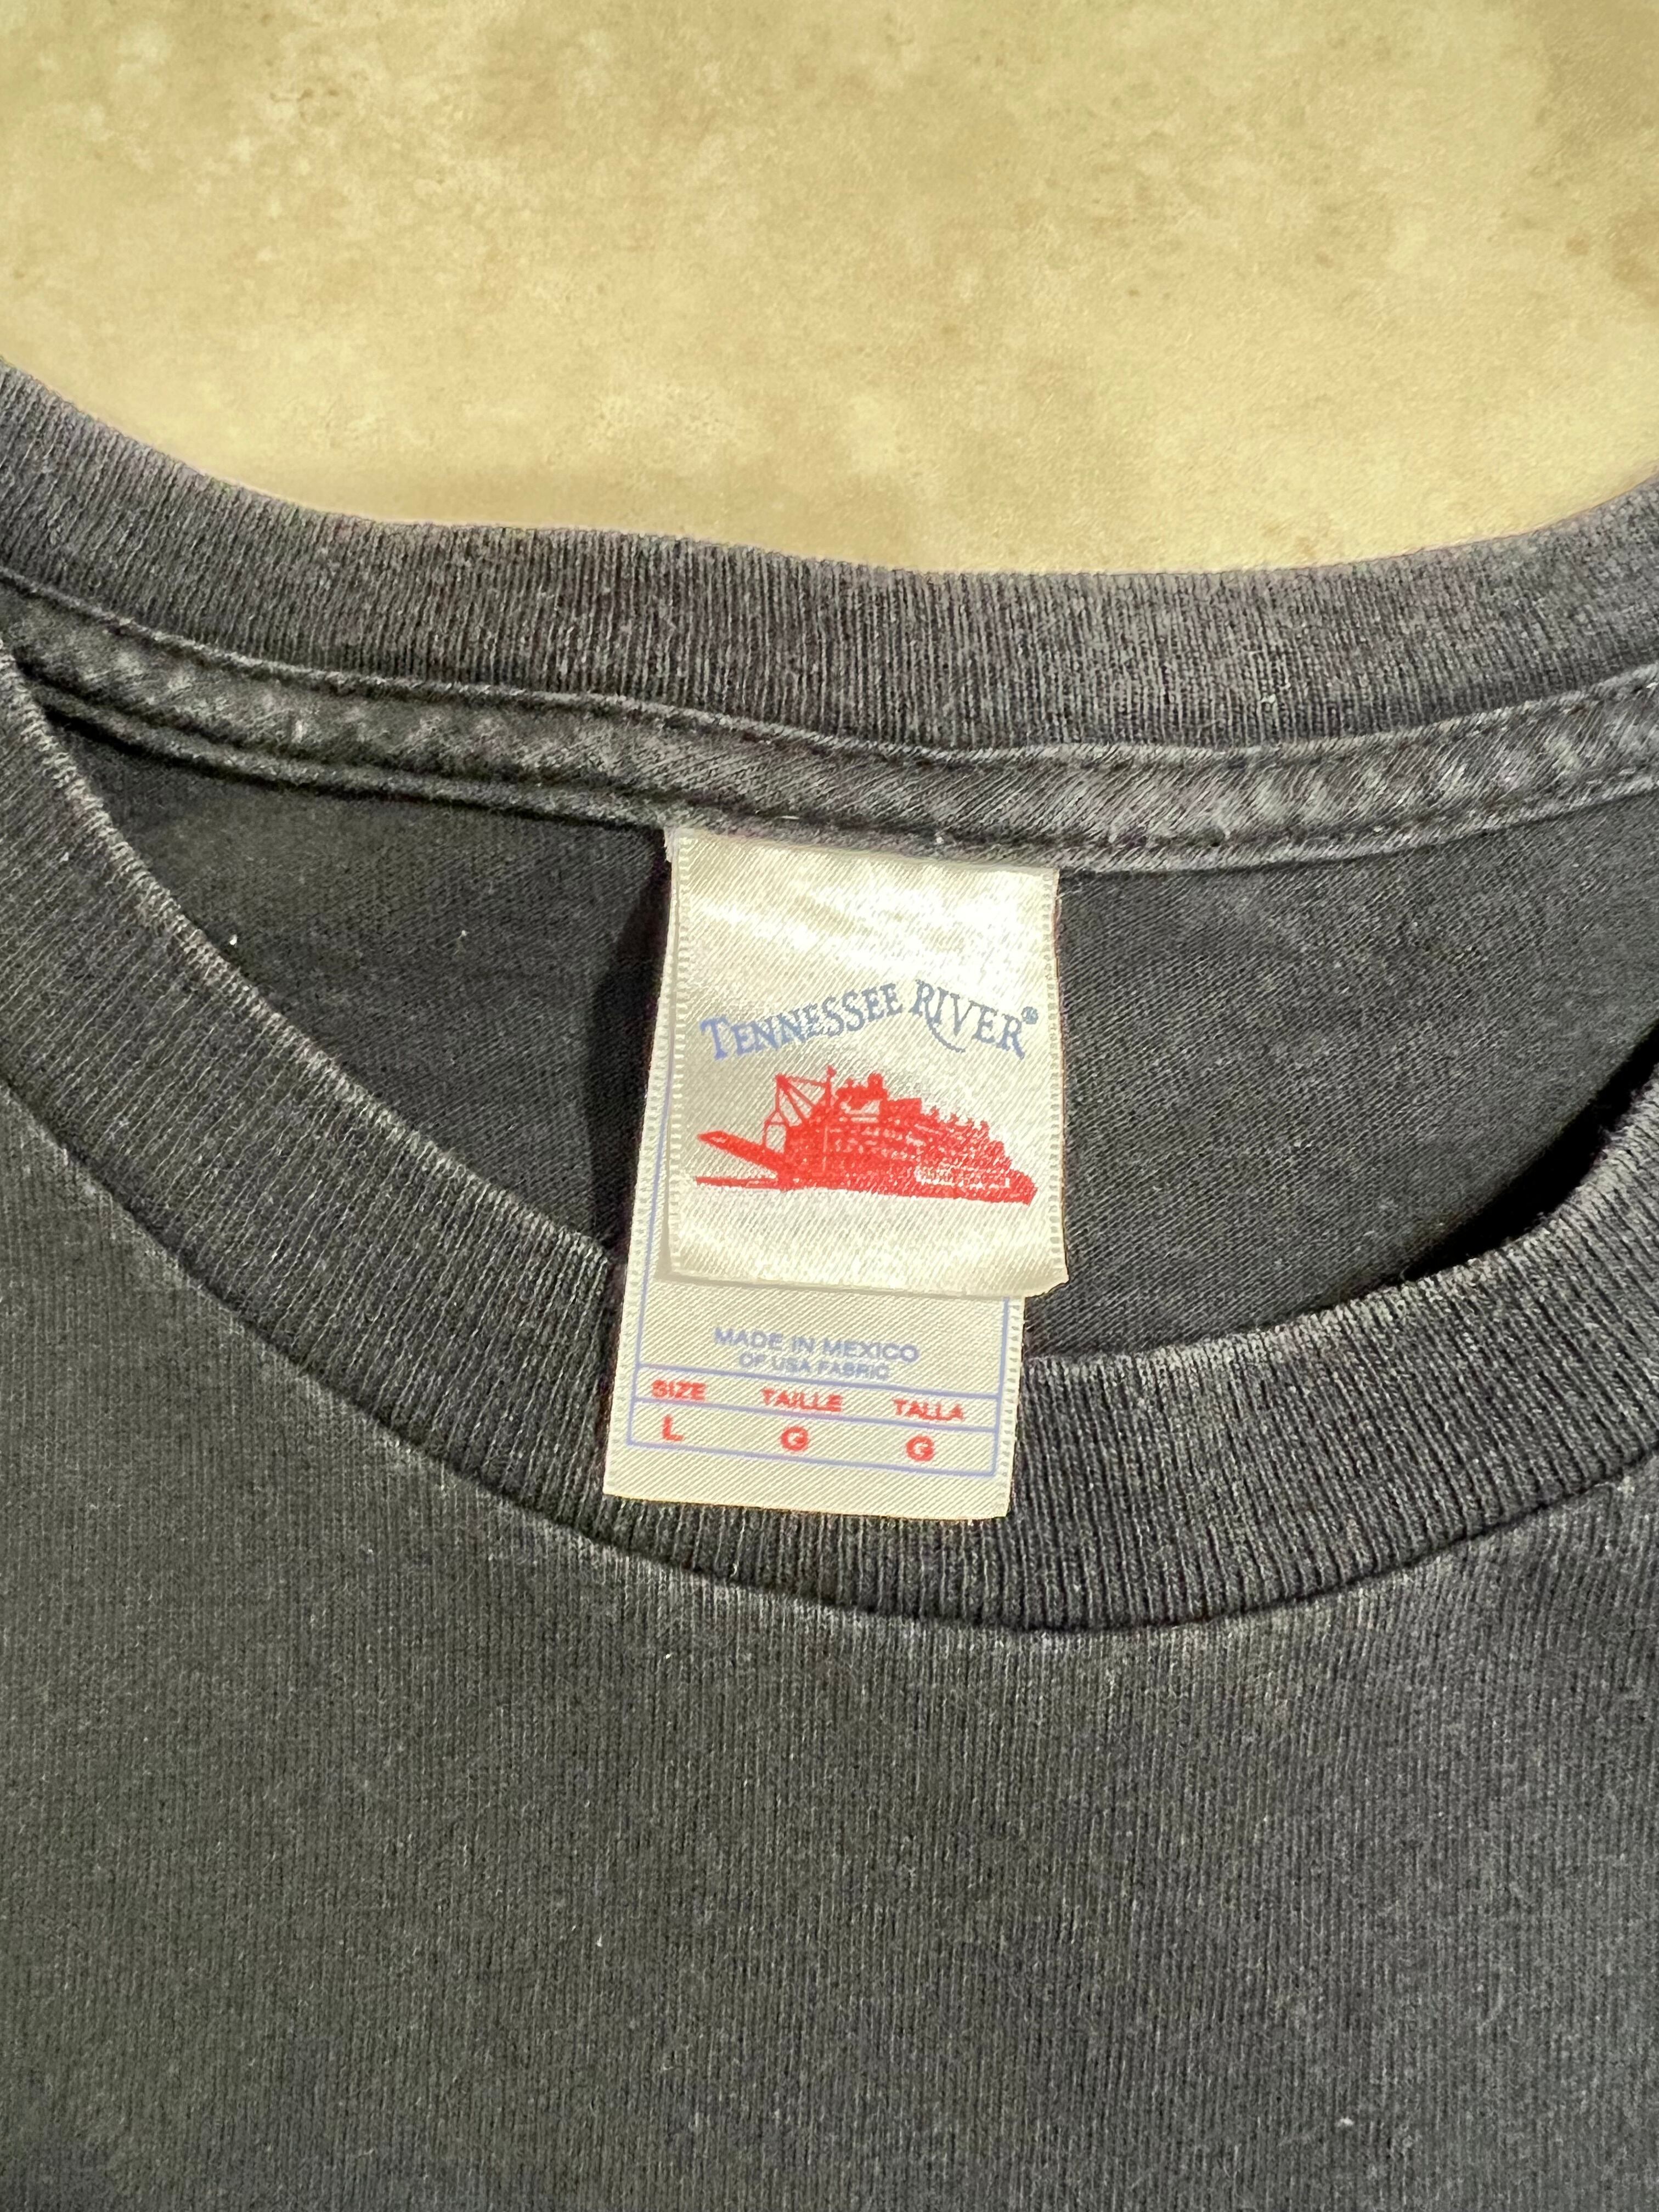 TENNESSEE RIVER®
MADE IN MEXICO
OF USA FABRIC
SIZE TAILLE TALLA
L G G